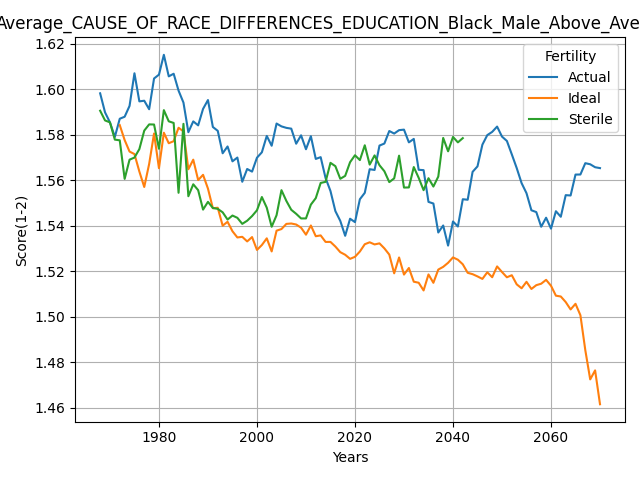 Average_CAUSE_OF_RACE_DIFFERENCES_EDUCATION_Black_Male_Above_Ave
Fertility
Actual
Ideal
Sterile
Score(1-2)
1.62
1.60
1.58
1.56
1.54
1.52
1.50
1.48
1.46
1980 2000 2020 2040 2060
Years